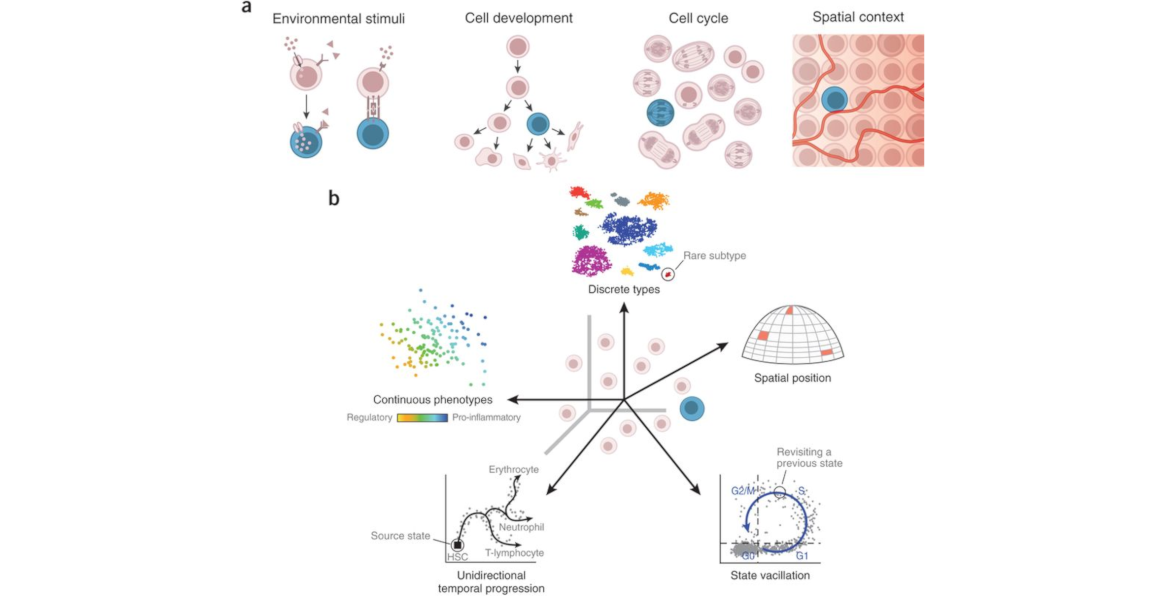 a
Environmental stimuli
Cell development
Cell cycle
Spatial context
b
Rare subtype
Discrete types
Continuous phenotypes
Regulatory
Pro-inflammatory
Spatial position
Erythrocyte
Neutrophil
T-lymphocyte
Source state
HSC
Unidirectional
temporal progression
Revisiting a
previous state
G2/M
S
G0
G1
State vacillation